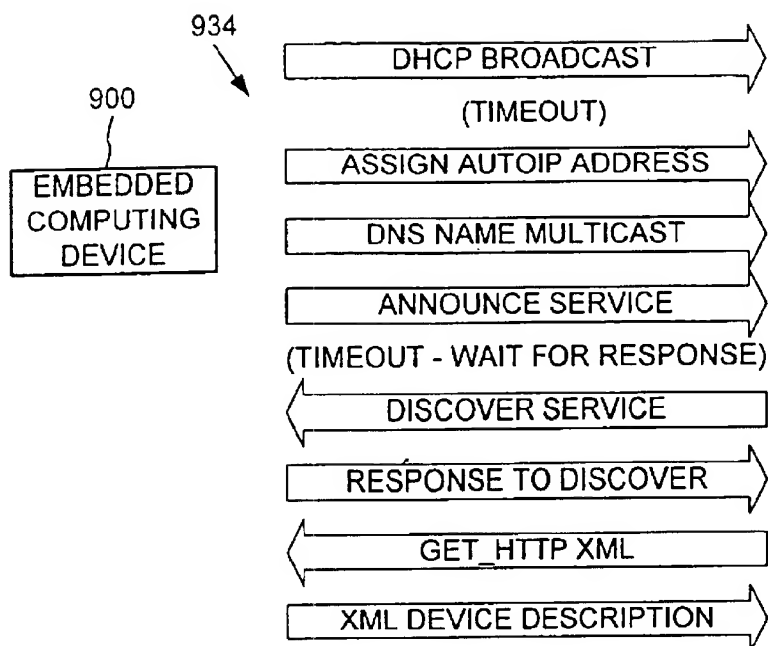 934
DHCP BROADCAST
900
(TIMEOUT)
EMBEDDED
COMPUTING
DEVICE
ASSIGN AUTOIP ADDRESS
DNS NAME MULTICAST
ANNOUNCE SERVICE
(TIMEOUT - WAIT FOR RESPONSE)
DISCOVER SERVICE
RESPONSE TO DISCOVER
GET_HTTP XML
XML DEVICE DESCRIPTION